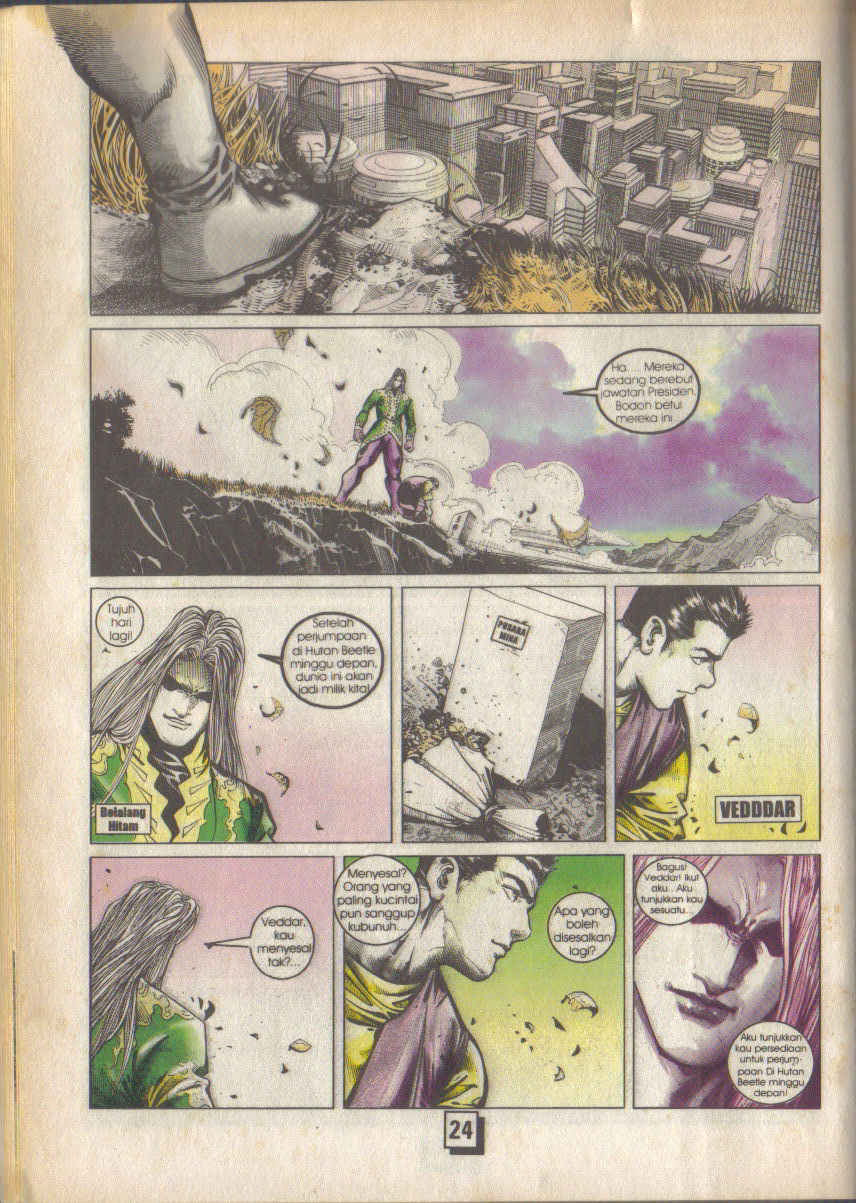 Ha..... Mereka
sedang berebut
jawatan Presiden.
Bodoh betul
mereka ini...
Tujuh
hari
lagi!
Setelah
perjumpaan
di Hutan Beetle
minggu depan,
dunia ini akan
jadi milik kita!
Belalang
Hitam
PUSARA
MINA
VEDDDAR
Veddar,
kau
menyesal
tak?...
Menyesal?
Orang yang
paling kucintai
pun sanggup
kubunuh...
Apa yang
boleh
disesalkan
lagi?
Bagus!
Veddar! Ikut
aku.. Aku
tunjukkan kau
sesuatu...
Aku tunjukkan
kau persediaan
untuk perjum-
paan Di Hutan
Beetle minggu
depan!
24